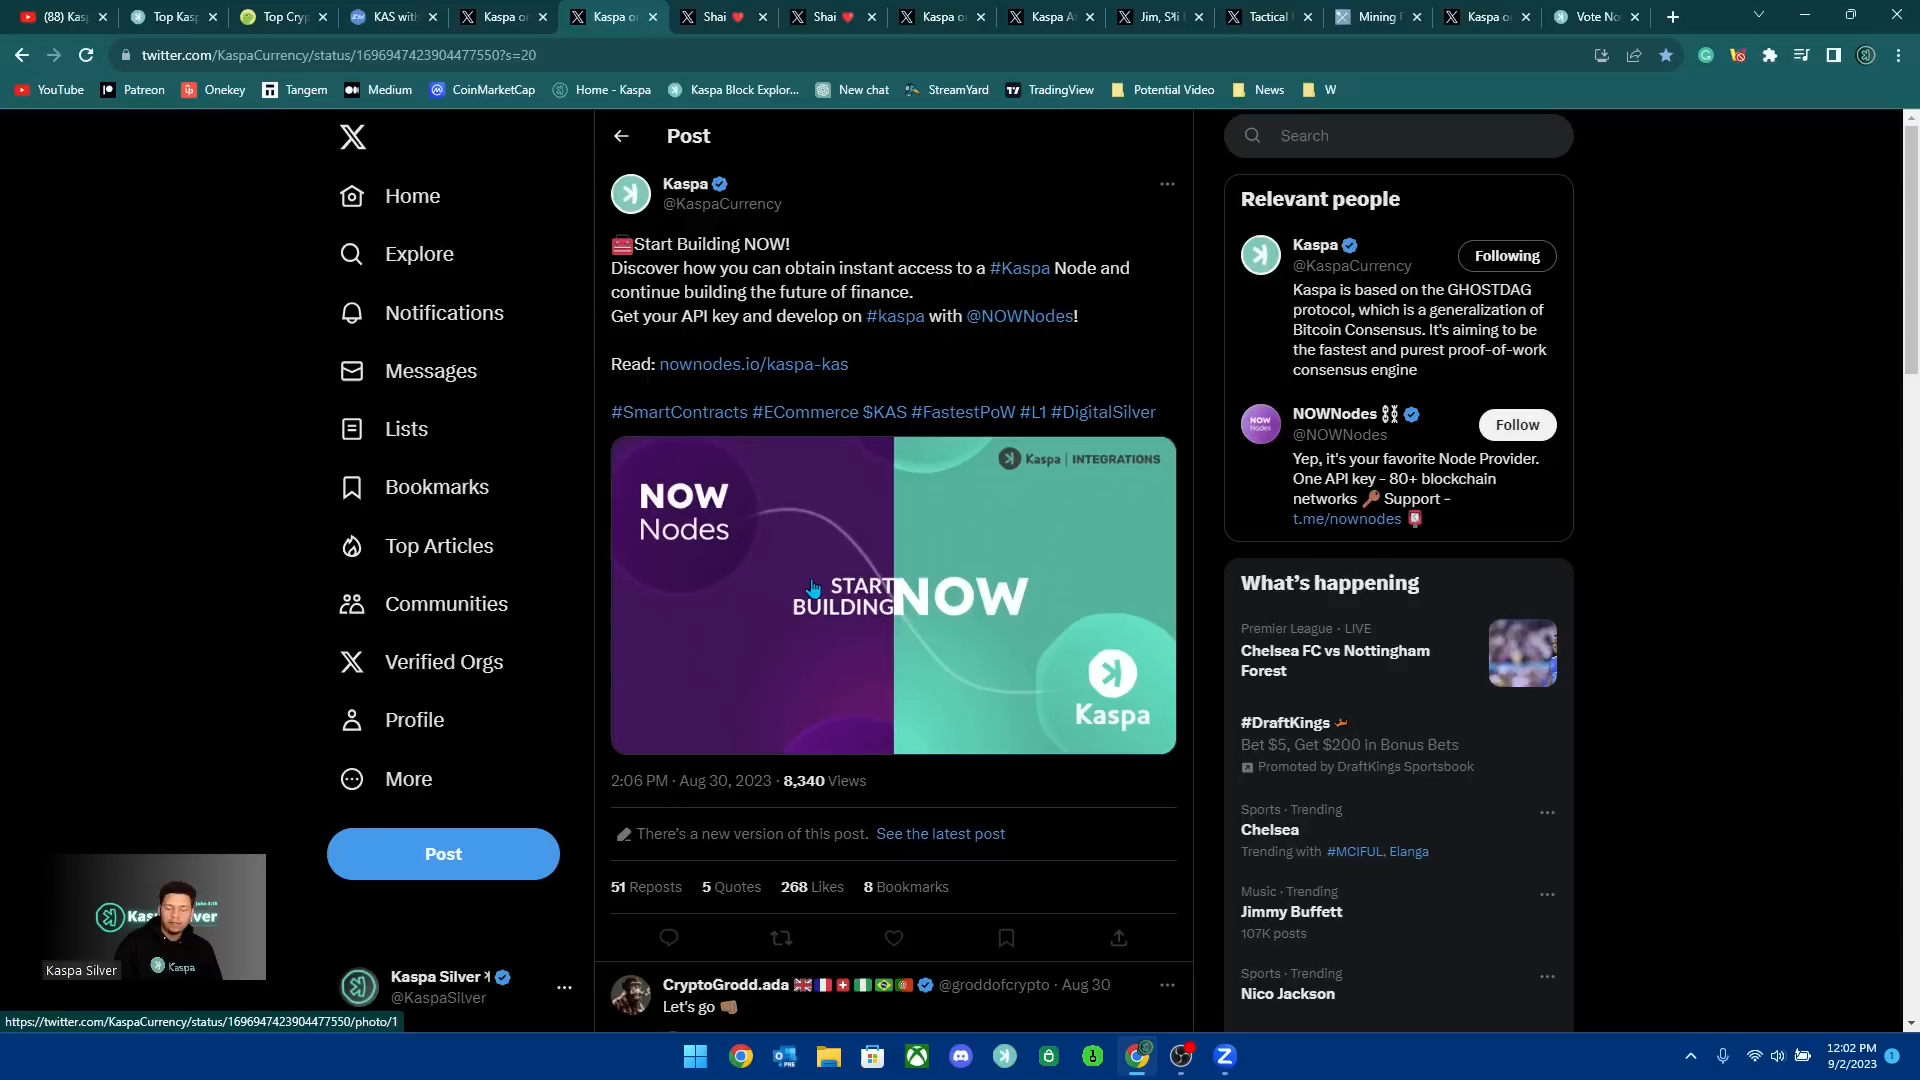 (88) Kas
Top Kasp
Top Cryp
KAS with
Kaspa on
Kaspa on
Shai ❤️
Shai ❤️
Kaspa on
Kaspa A
Jim,
Tactical
Mining
Kaspa on
Vote No
twitter.com/KaspaCurrency/status/1696947423904477550?s=20
YouTube
Patreon
Onekey
Tangem
Medium
CoinMarketCap
Home - Kaspa
Kaspa Block Explor...
New chat
StreamYard
TradingView
Potential Video
News
W
Home
Explore
Notifications
Messages
Lists
Bookmarks
Top Articles
Communities
Verified Orgs
Profile
More
Post
Kaspa Silver
Kaspa
Kaspa Silver
@KaspaSilver
https://twitter.com/KaspaCurrency/status/1696947423904477550/photo/1
Post
Kaspa
@KaspaCurrency
🧰Start Building NOW!
Discover how you can obtain instant access to a #Kaspa Node and
continue building the future of finance.
Get your API key and develop on #kaspa with @NOWNodes!
Read: nownodes.io/kaspa-kas
#SmartContracts #ECommerce $KAS #FastestPoW #L1 #DigitalSilver
Kaspa | INTEGRATIONS
NOW
Nodes
START
BUILDING
NOW
Kaspa
2:06 PM · Aug 30, 2023 · 8,340 Views
There's a new version of this post. See the latest post
51 Reposts 5 Quotes 268 Likes 8 Bookmarks
CryptoGrodd.ada 🇬🇧🇫🇷🇨🇭🇳🇬🇧🇷🇵🇹 @groddofcrypto · Aug 30
Let's go 👊🏽
Search
Relevant people
Kaspa
@KaspaCurrency
Following
Kaspa is based on the GHOSTDAG
protocol, which is a generalization of
Bitcoin Consensus. It's aiming to be
the fastest and purest proof-of-work
consensus engine
NOW
Nodes
NOWNodes ⛓️
@NOWNodes
Follow
Yep, it's your favorite Node Provider.
One API key - 80+ blockchain
networks 🔑 Support -
t.me/nownodes 📮
What's happening
Premier League · LIVE
Chelsea FC vs Nottingham
Forest
#DraftKings
Bet $5, Get $200 in Bonus Bets
Promoted by DraftKings Sportsbook
Sports · Trending
Chelsea
Trending with #MCIFUL, Elanga
Music · Trending
Jimmy Buffett
107K posts
Sports · Trending
Nico Jackson
12:02 PM
9/2/2023
1